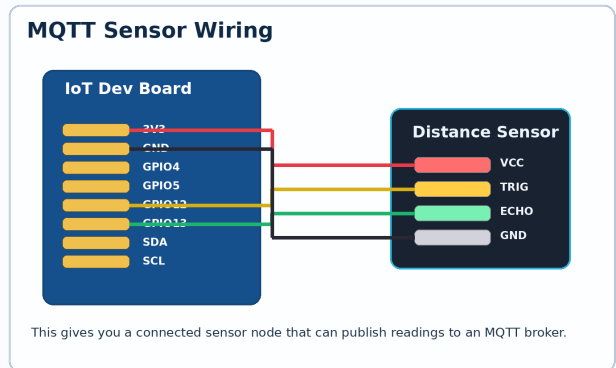 MQTT Sensor Wiring
IoT Dev Board
3V3
GND
GPIO4
GPIO5
GPIO12
GPIO13
SDA
SCL
Distance Sensor
VCC
TRIG
ECHO
GND
This gives you a connected sensor node that can publish readings to an MQTT broker.